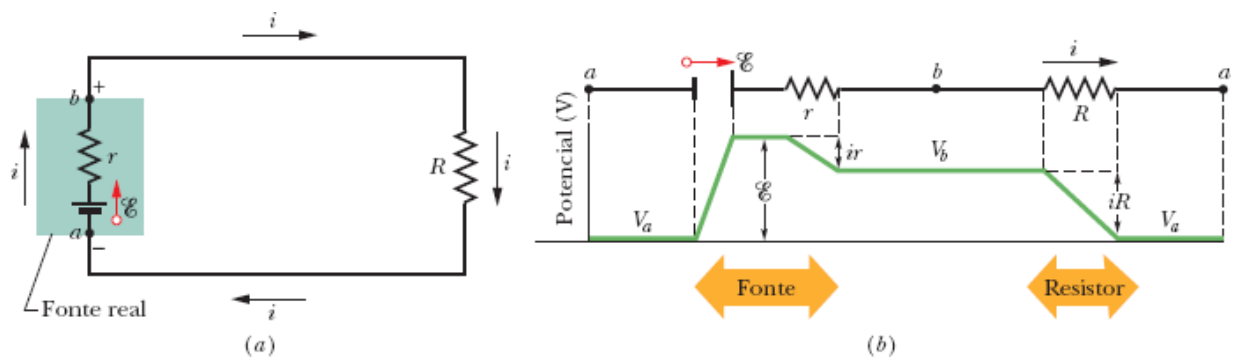 i
b
+
r
i
ℰ
a
−
R
i
Fonte real
i
(a)
a
ℰ
r
b
i
R
a
Potencial (V)
V_a
ℰ
ir
V_b
iR
V_a
Fonte
Resistor
(b)